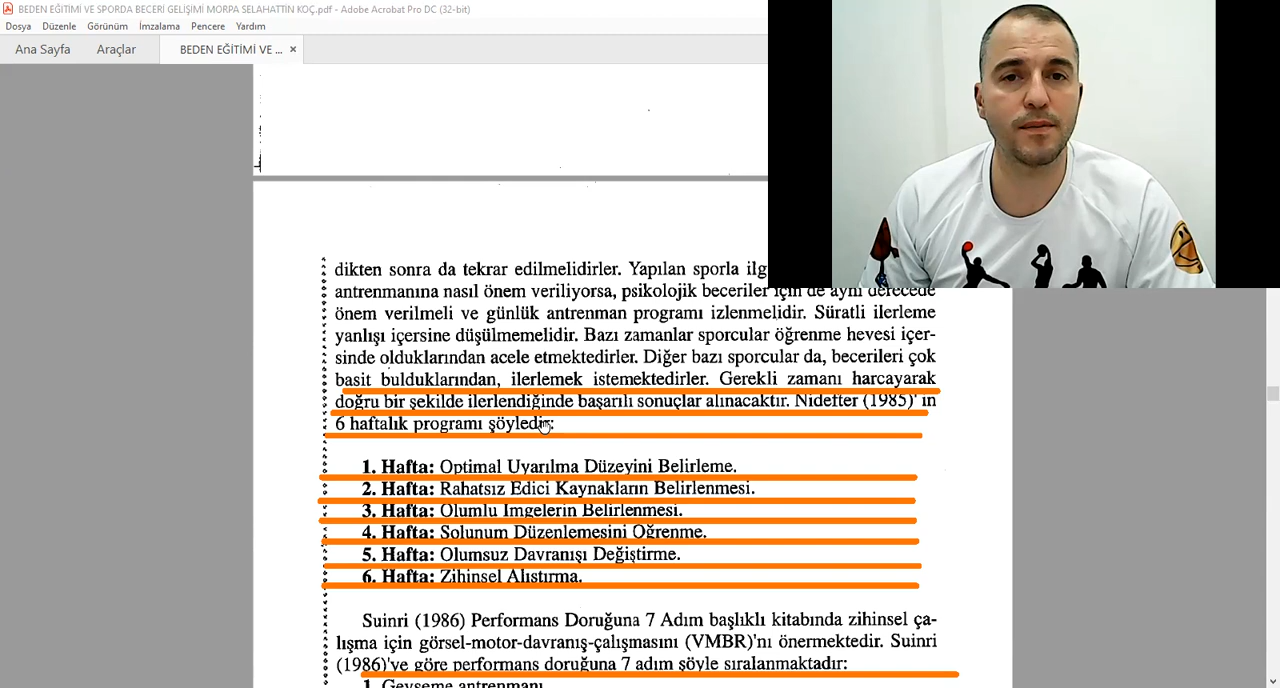 BEDEN EĞİTİMİ VE SPORDA BECERİ GELİŞİMİ MORPA SELAHATTIN KOÇ.pdf - Adobe Acrobat Pro DC (32-bit)
Dosya Düzenle Görünüm İmzalama Pencere Yardım
Ana Sayfa Araçlar BEDEN EĞİTİMİ VE ... ×
dikten sonra da tekrar edilmelidirler. Yapılan sporla ilg
antrenmanına nasıl önem veriliyorsa, psikolojik beceriler için de aynı derecede
önem verilmeli ve günlük antrenman programı izlenmelidir. Süratli ilerleme
yanlışı içersine düşülmemelidir. Bazı zamanlar sporcular öğrenme hevesi içer-
sinde olduklarından acele etmektedirler. Diğer bazı sporcular da, becerileri çok
basit bulduklarından, ilerlemek istemektedirler. Gerekli zamanı harcayarak
doğru bir şekilde ilerlendiğinde başarılı sonuçlar alınacaktır. Nidefter (1985)' in
6 haftalık programı şöyledir:
1. Hafta: Optimal Uyarılma Düzeyini Belirleme.
2. Hafta: Rahatsız Edici Kaynakların Belirlenmesi.
3. Hafta: Olumlu İmgelerin Belirlenmesi.
4. Hafta: Solunum Düzenlemesini Öğrenme.
5. Hafta: Olumsuz Davranışı Değiştirme.
6. Hafta: Zihinsel Alıştırma.
Suinri (1986) Performans Doruğuna 7 Adım başlıklı kitabında zihinsel ça-
lışma için görsel-motor-davranış-çalışmasını (VMBR)'nı önermektedir. Suinri
(1986)'ye göre performans doruğuna 7 adım şöyle sıralanmaktadır:
1. Gevşeme antrenmanı